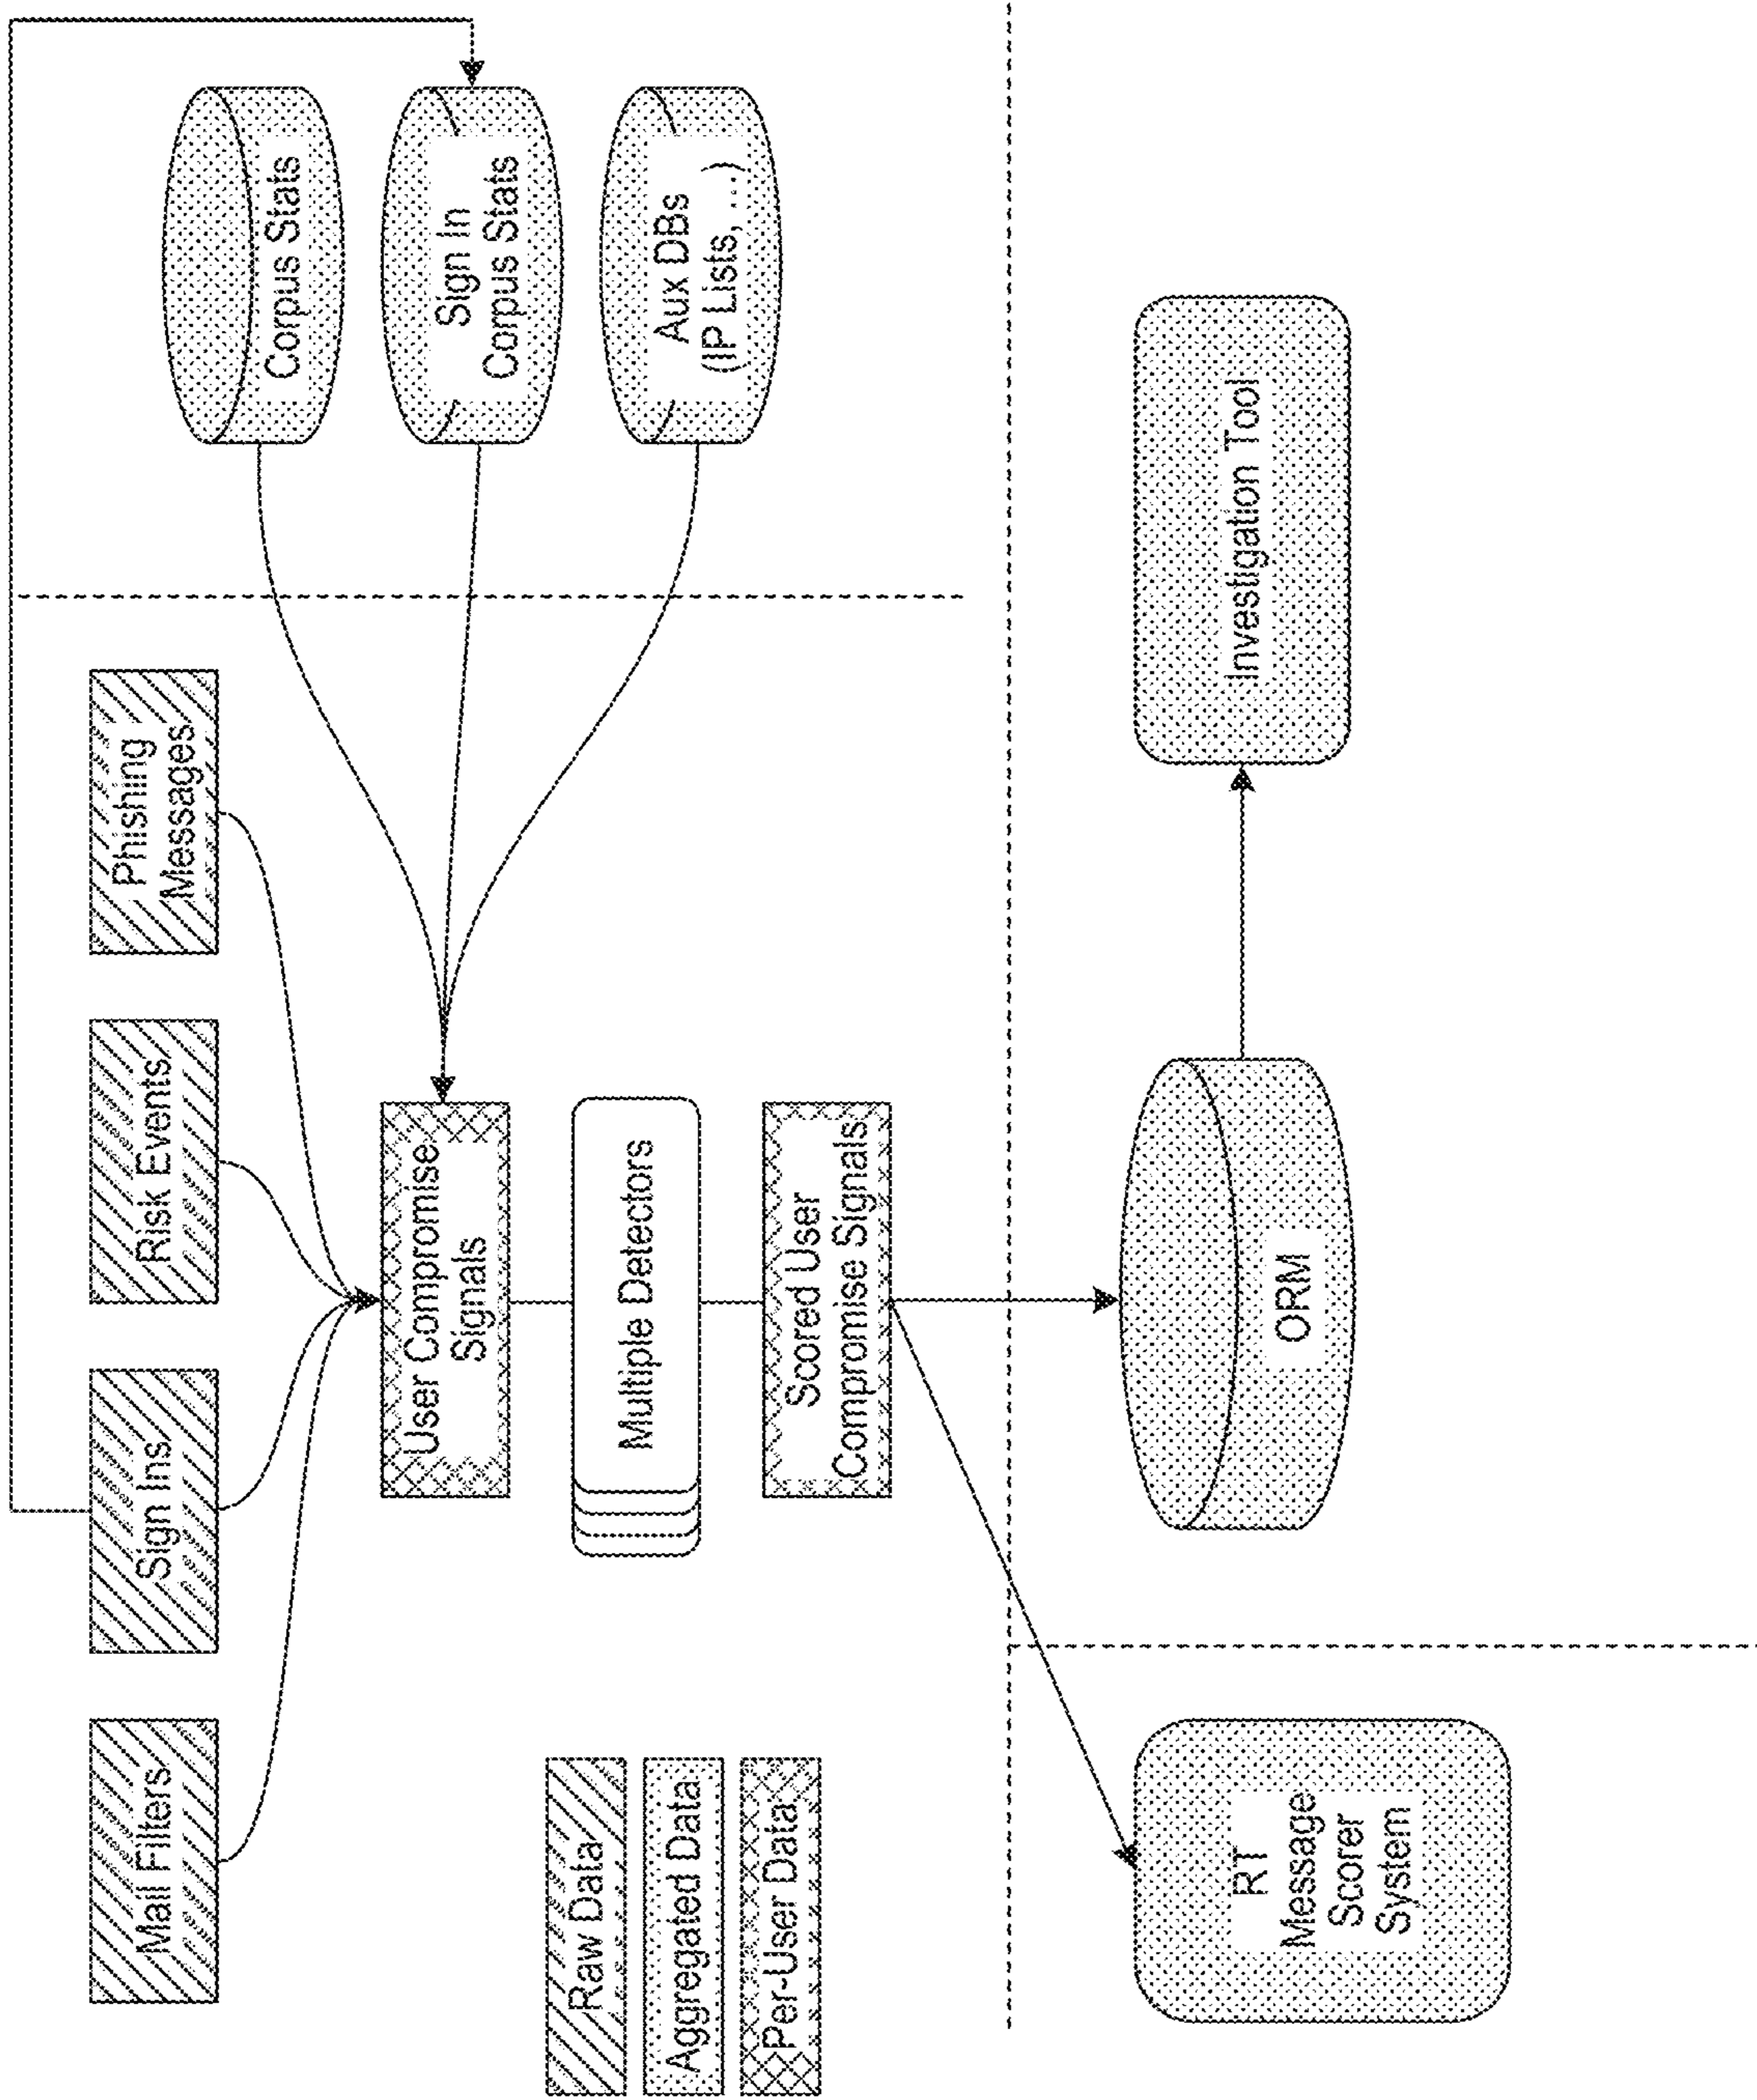 Mail Filters
Sign Ins
Risk Events
Phishing
Messages
Corpus Stats
Sign In
Corpus Stats
Aux DBs
(IP Lists, ...)
User Compromise
Signals
Multiple Detectors
Scored User
Compromise Signals
Raw Data
Aggregated Data
Per-User Data
RT
Message
Scorer
System
ORM
Investigation Tool